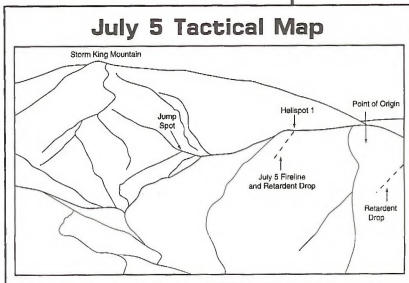 July 5 Tactical Map
Storm King Mountain
Jump
Spot
Helispot 1
Point of Origin
July 5 Fireline
and Retardent Drop
Retardent
Drop